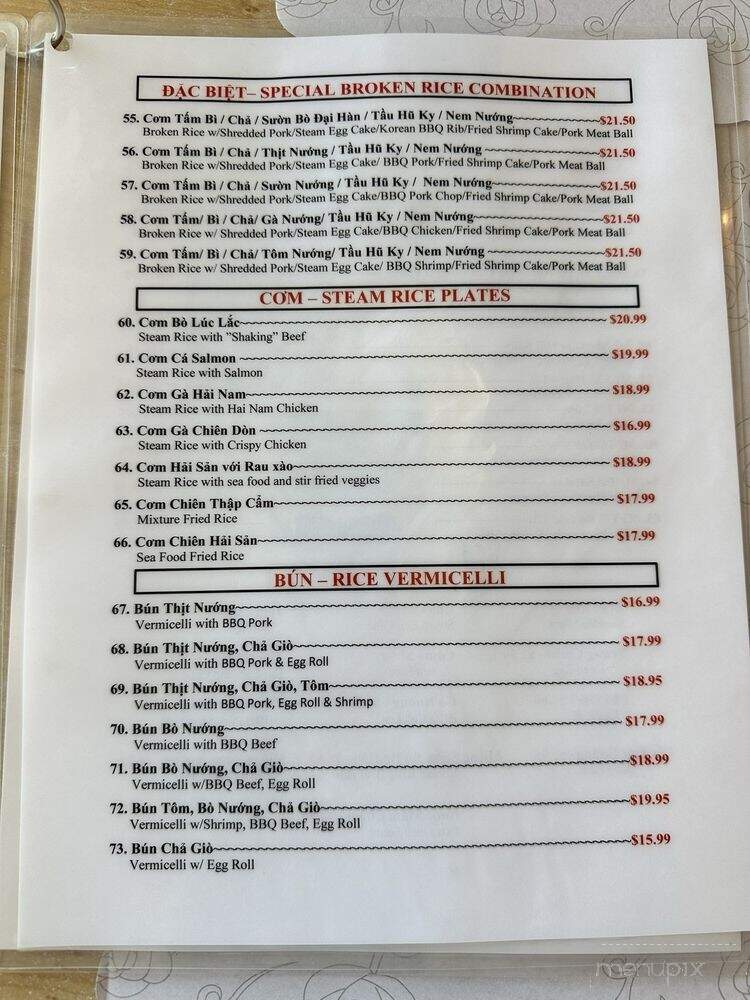 ĐẶC BIỆT– SPECIAL BROKEN RICE COMBINATION
55. Cơm Tấm Bì / Chả / Sườn Bò Đại Hàn / Tầu Hũ Ky / Nem Nướng~$21.50
Broken Rice w/Shredded Pork/Steam Egg Cake/Korean BBQ Rib/Fried Shrimp Cake/Pork Meat Ball
56. Cơm Tấm Bì / Chả / Thịt Nướng / Tầu Hũ Ky / Nem Nướng ~$21.50
Broken Rice w/Shredded Pork/Steam Egg Cake/ BBQ Pork/Fried Shrimp Cake/Pork Meat Ball
57. Cơm Tấm Bì / Chả / Sườn Nướng / Tầu Hũ Ky / Nem Nướng~$21.50
Broken Rice w/Shredded Pork/Steam Egg Cake/BBQ Pork Chop/Fried Shrimp Cake/Pork Meat Ball
58. Cơm Tấm/ Bì / Chả/ Gà Nướng/ Tầu Hũ Ky / Nem Nướng~$21.50
Broken Rice w/ Shredded Pork/Steam Egg Cake/BBQ Chicken/Fried Shrimp Cake/Pork Meat Ball
59. Cơm Tấm/ Bì / Chả/ Tôm Nướng/ Tầu Hũ Ky / Nem Nướng ~$21.50
Broken Rice w/ Shredded Pork/Steam Egg Cake/ BBQ Shrimp/Fried Shrimp Cake/Pork Meat Ball
CƠM – STEAM RICE PLATES
60. Cơm Bò Lúc Lắc~ $20.99
Steam Rice with ”Shaking” Beef
61. Cơm Cá Salmon ~ $19.99
Steam Rice with Salmon
62. Cơm Gà Hải Nam~ $18.99
Steam Rice with Hai Nam Chicken
63. Cơm Gà Chiên Dòn ~ $16.99
Steam Rice with Crispy Chicken
64. Cơm Hải Sản với Rau xào~ $18.99
Steam Rice with sea food and stir fried veggies
65. Cơm Chiên Thập Cẩm~ $17.99
Mixture Fried Rice
66. Cơm Chiên Hải Sản~ $17.99
Sea Food Fried Rice
BÚN – RICE VERMICELLI
67. Bún Thịt Nướng~ $16.99
Vermicelli with BBQ Pork
68. Bún Thịt Nướng, Chả Giò~ $17.99
Vermicelli with BBQ Pork & Egg Roll
69. Bún Thịt Nướng, Chả Giò, Tôm~ $18.95
Vermicelli with BBQ Pork, Egg Roll & Shrimp
70. Bún Bò Nướng~ $17.99
Vermicelli with BBQ Beef
71. Bún Bò Nướng, Chả Giò~$18.99
Vermicelli w/BBQ Beef, Egg Roll
72. Bún Tôm, Bò Nướng, Chả Giò~$19.95
Vermicelli w/Shrimp, BBQ Beef, Egg Roll
73. Bún Chả Giò~$15.99
Vermicelli w/ Egg Roll
menupix